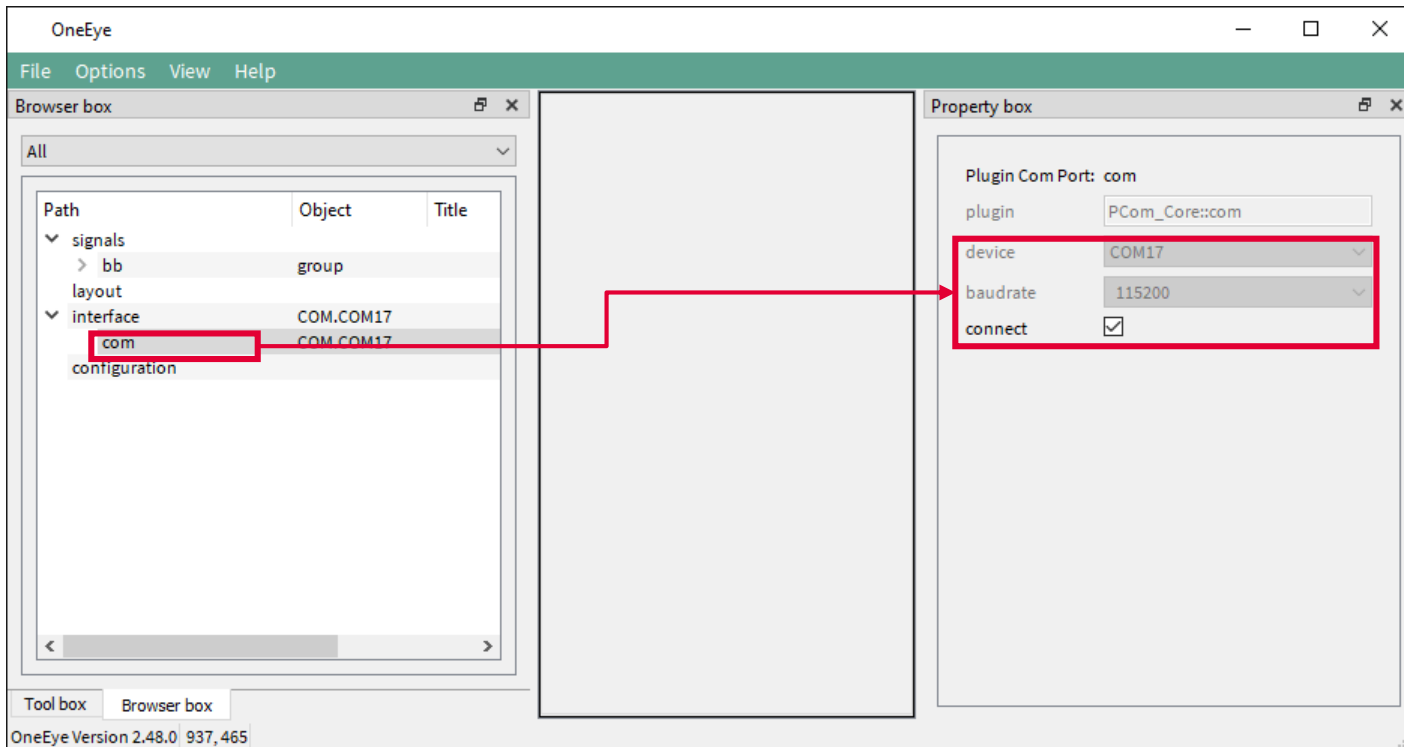 OneEye
File Options View Help
Browser box
Property box
All
Path Object Title
signals
bb group
layout
interface COM.COM17
com COM.COM17
configuration
Plugin Com Port: com
plugin PCom_Core::com
device COM17
baudrate 115200
connect
Tool box Browser box
OneEye Version 2.48.0 937, 465